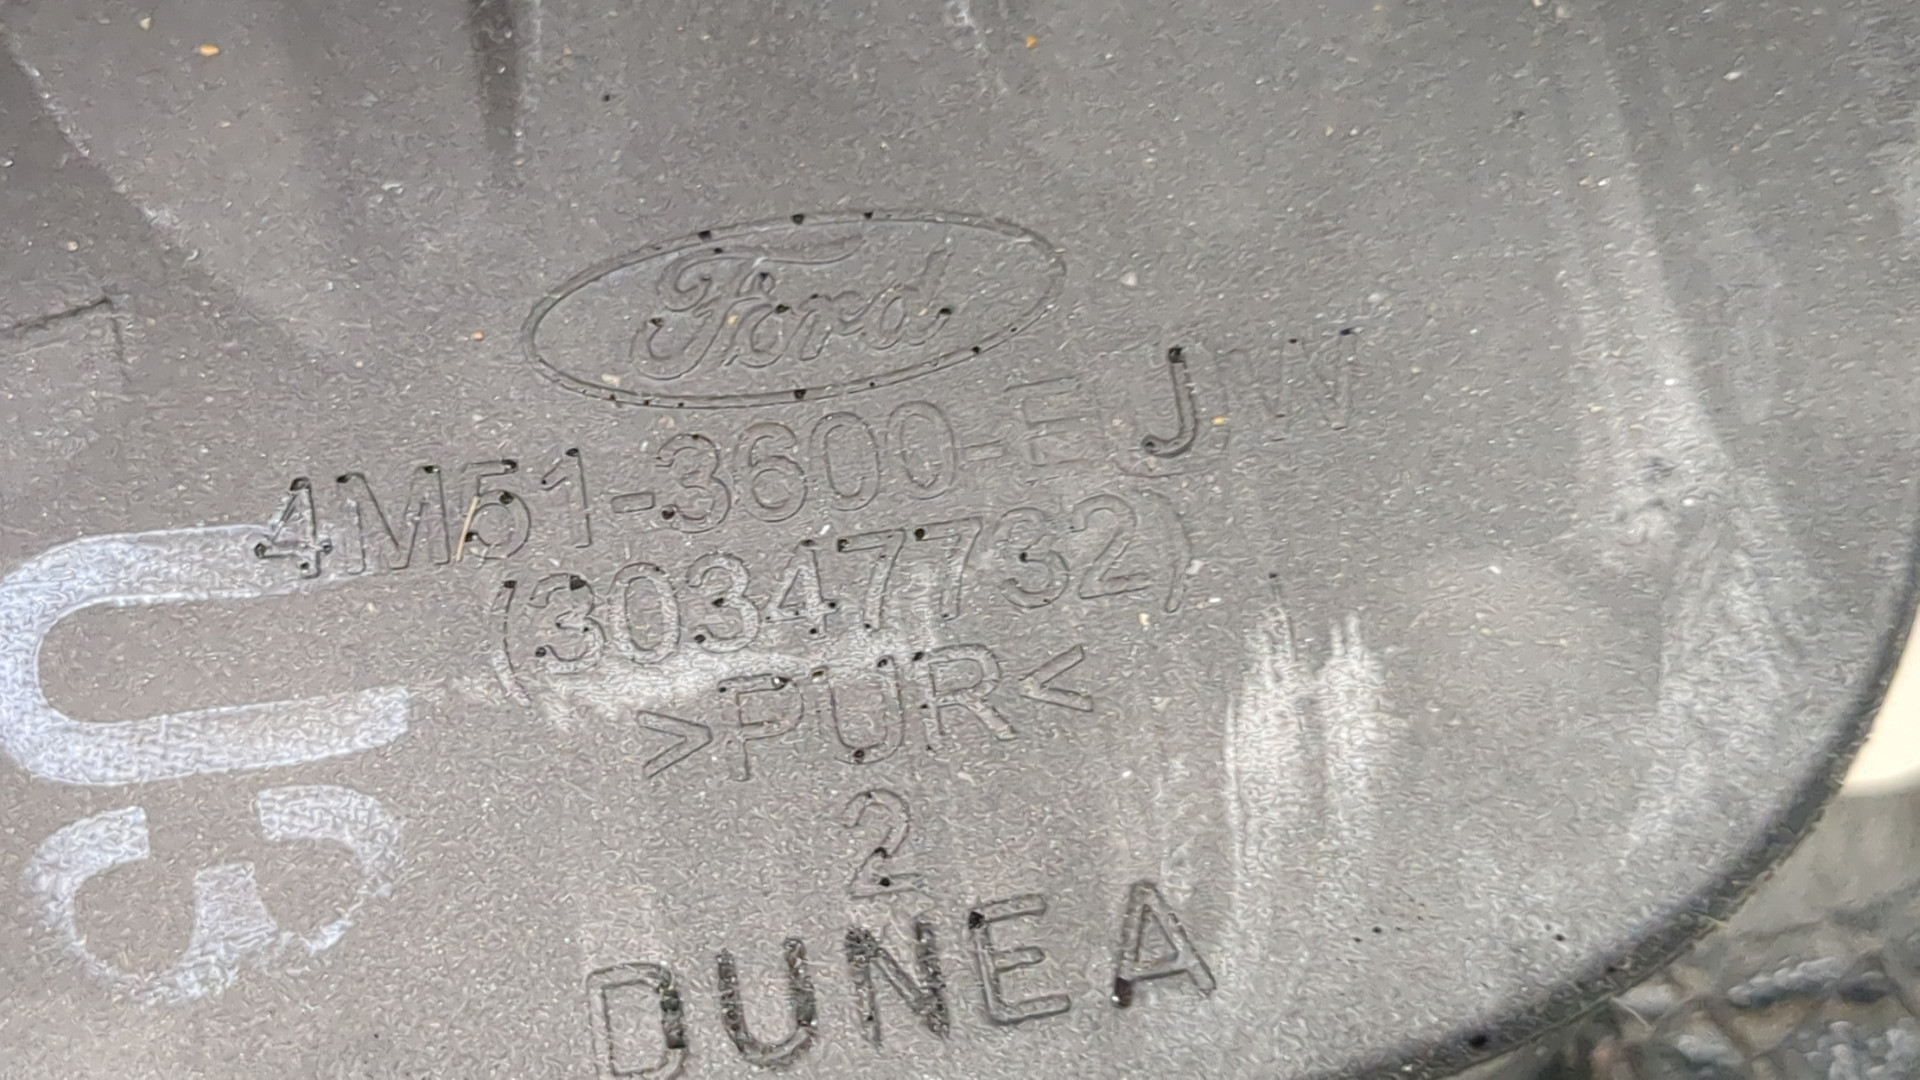 Ford
4M51-3600-EJW
(30347732)
>PUR<
2
DUNEA